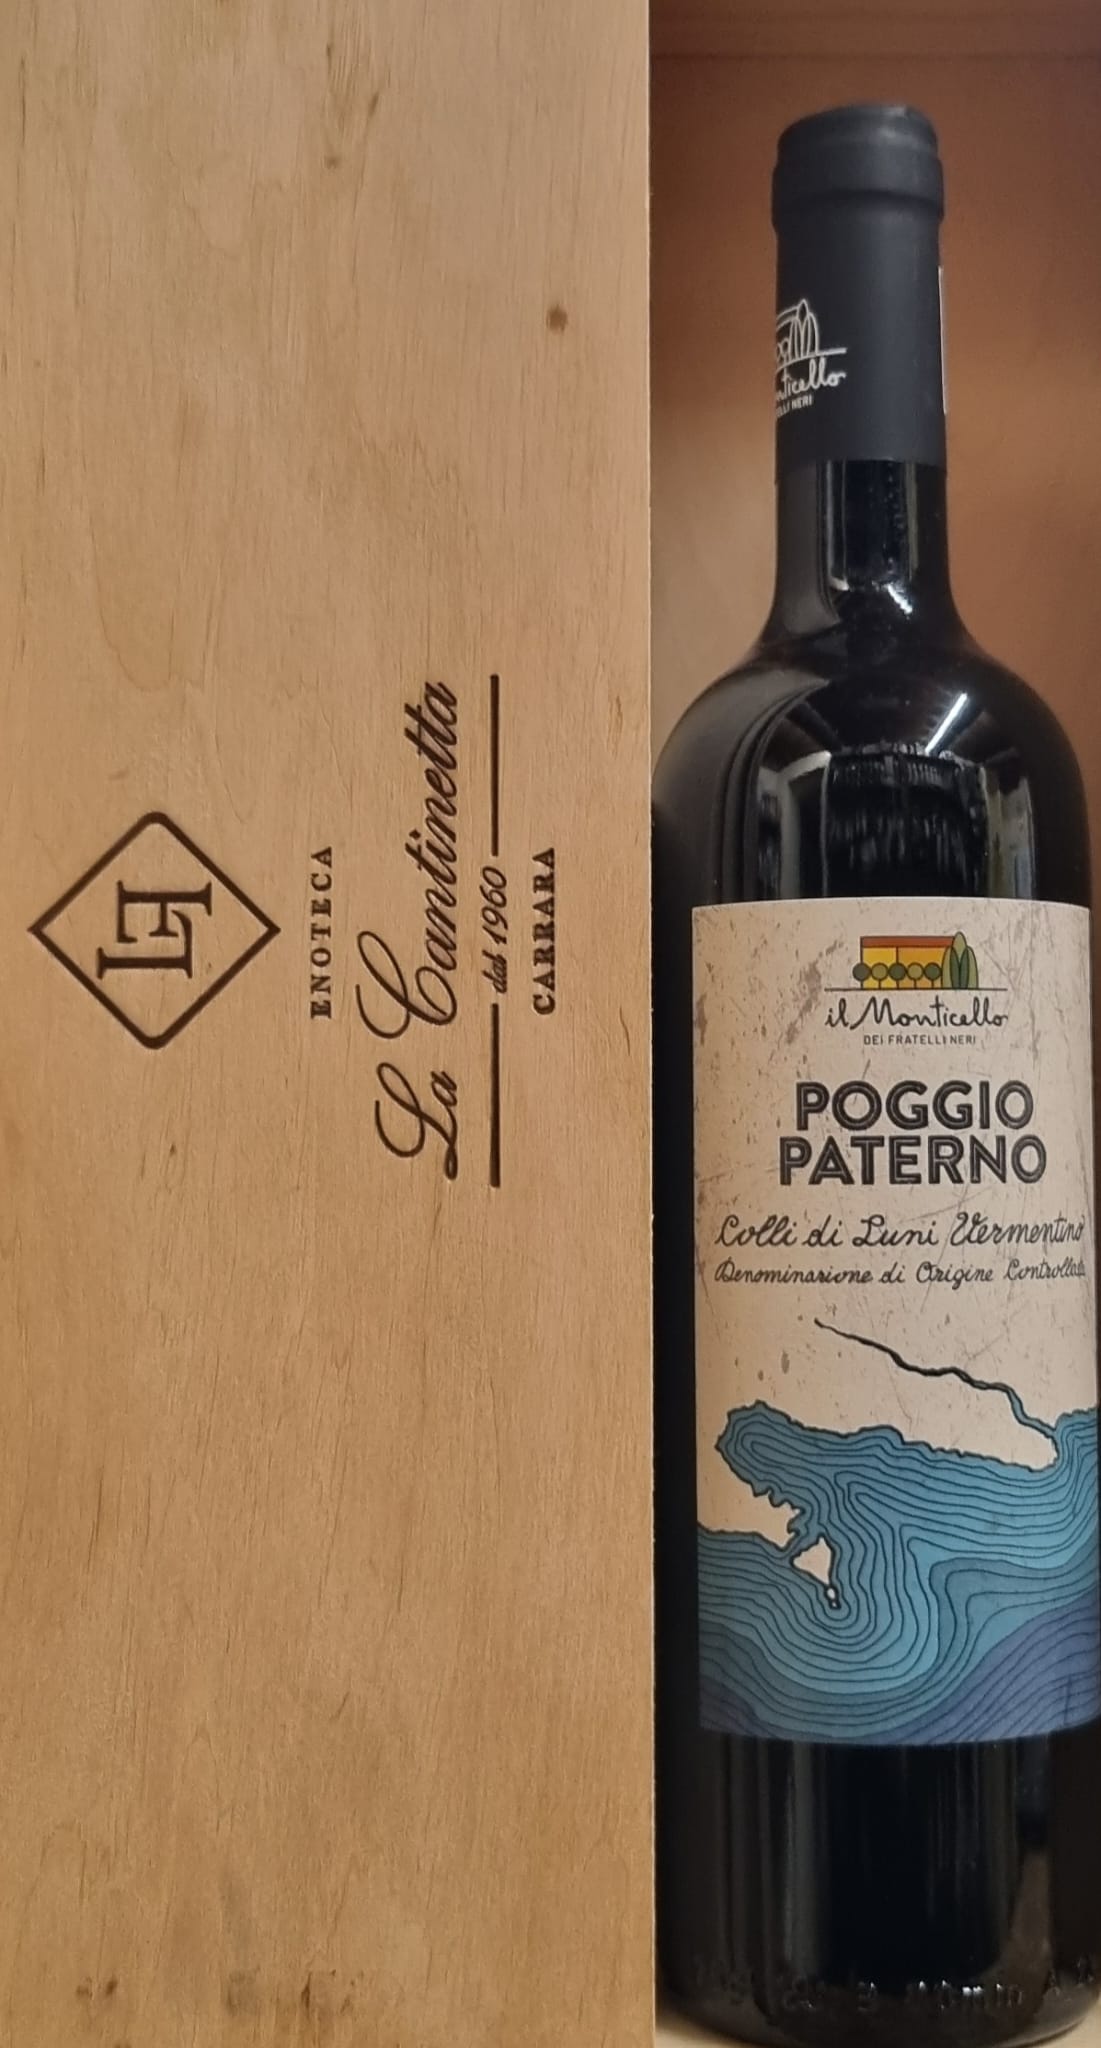 LF
ENOTECA
La Cantinetta
dal 1960
CARRARA
il Monticello
DEI FRATELLI NERI
POGGIO
PATERNO
Colli di Luni Vermentino
Denominazione di Origine Controllata